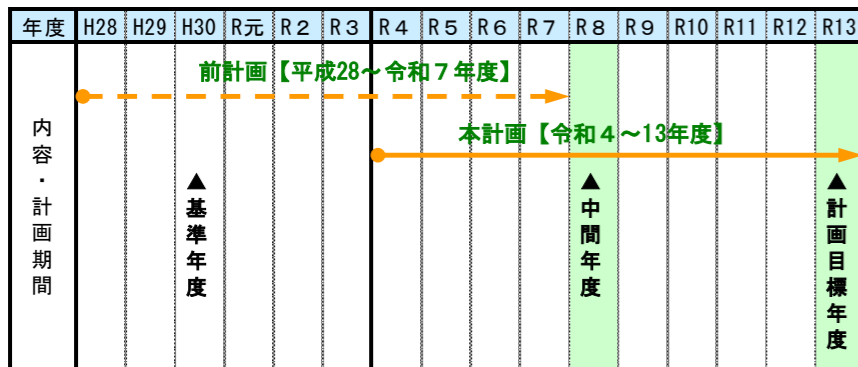 年度 H28 H29 H30 R元 R2 R3 R4 R5 R6 R7 R8 R9 R10 R11 R12 R13
前計画【平成28～令和7年度】
本計画【令和4～13年度】
内容・計画期間
▲基準年度
▲中間年度
▲計画目標年度